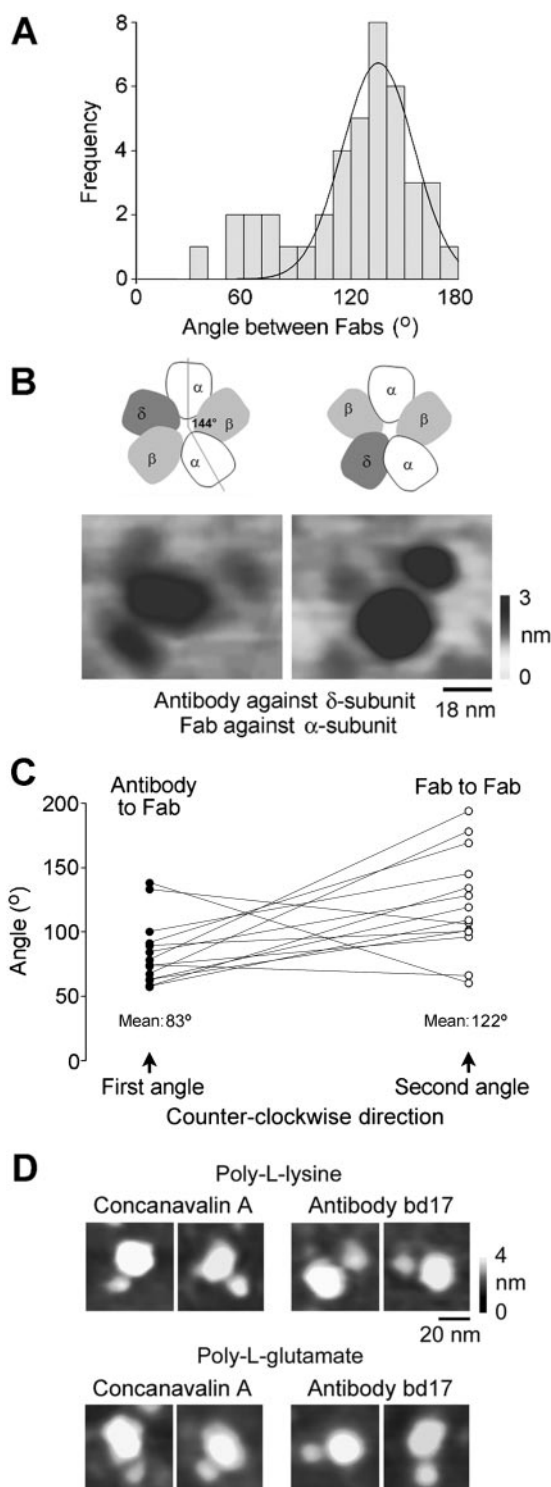 A
Frequency
8
6
4
2
0
0 60 120 180
Angle between Fabs (º)
B
α
δ
β
144°
β
α
α
β
β
δ
α
3
nm
0
18 nm
Antibody against δ-subunit
Fab against α-subunit
C
Antibody
to Fab
Fab to Fab
Angle (º)
200
150
100
50
0
Mean: 83º
Mean: 122º
First angle
Second angle
Counter-clockwise direction
D
Poly-L-lysine
Concanavalin A
Antibody bd17
4
nm
0
20 nm
Poly-L-glutamate
Concanavalin A
Antibody bd17